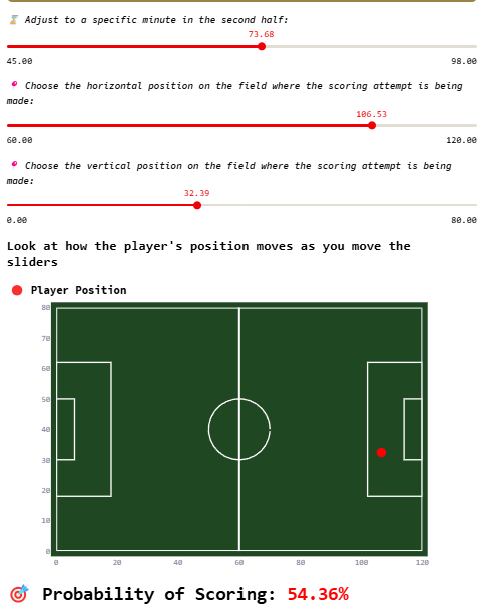 Adjust to a specific minute in the second half:
73.68
45.00 98.00
Choose the horizontal position on the field where the scoring attempt is being
made:
106.53
60.00 120.00
Choose the vertical position on the field where the scoring attempt is being
made:
32.39
0.00 80.00
Look at how the player's position moves as you move the
sliders
Player Position
80
70
60
50
40
30
20
10
0
0 20 40 60 80 100 120
Probability of Scoring: 54.36%